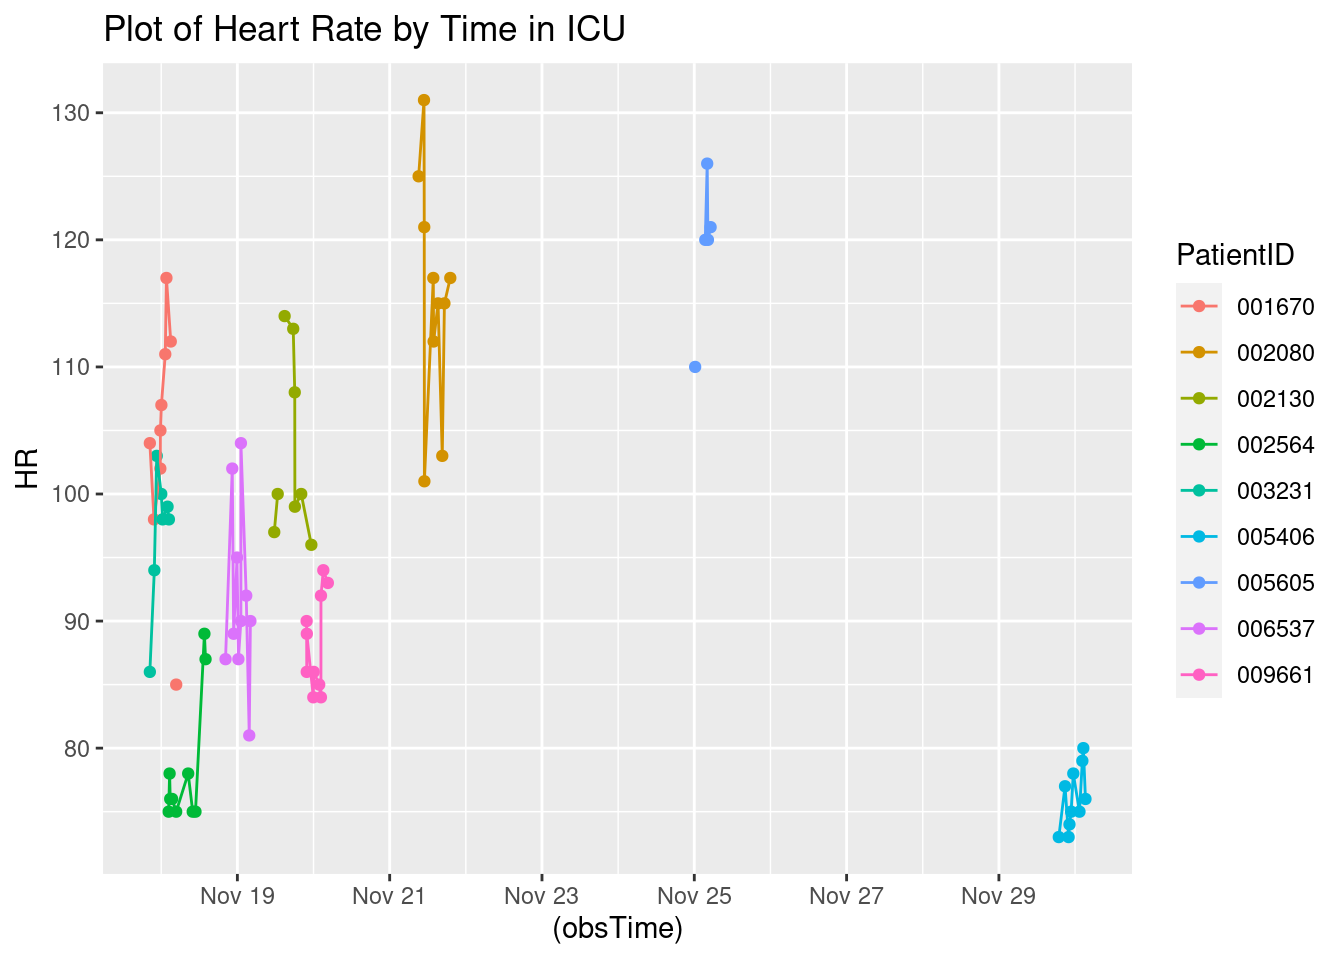 Plot of Heart Rate by Time in ICU
130
120
110
100
90
80
HR
Nov 19
Nov 21
Nov 23
Nov 25
Nov 27
Nov 29
(obsTime)
PatientID
001670
002080
002130
002564
003231
005406
005605
006537
009661